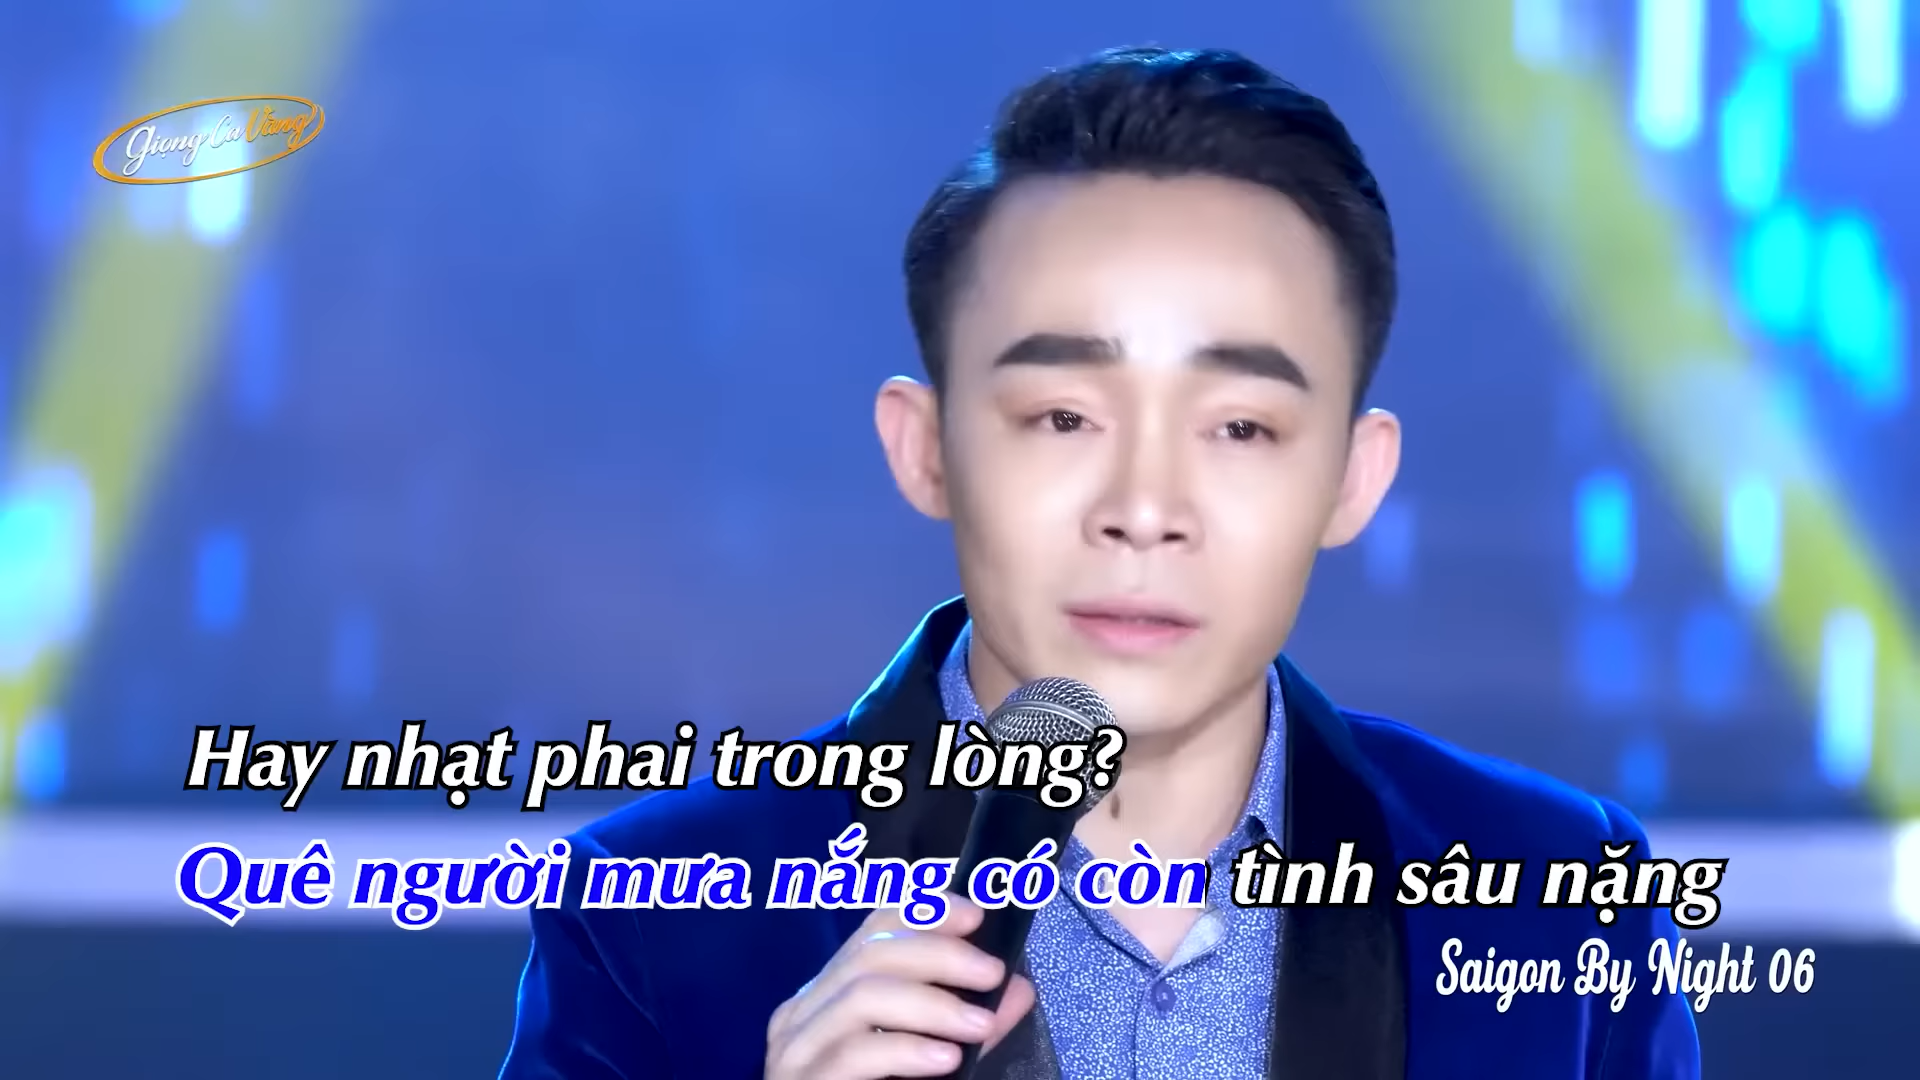 Giọng Ca Vàng
Hay nhạt phai trong lòng?
Quê người mưa nắng có còn tình sâu nặng
Saigon By Night 06